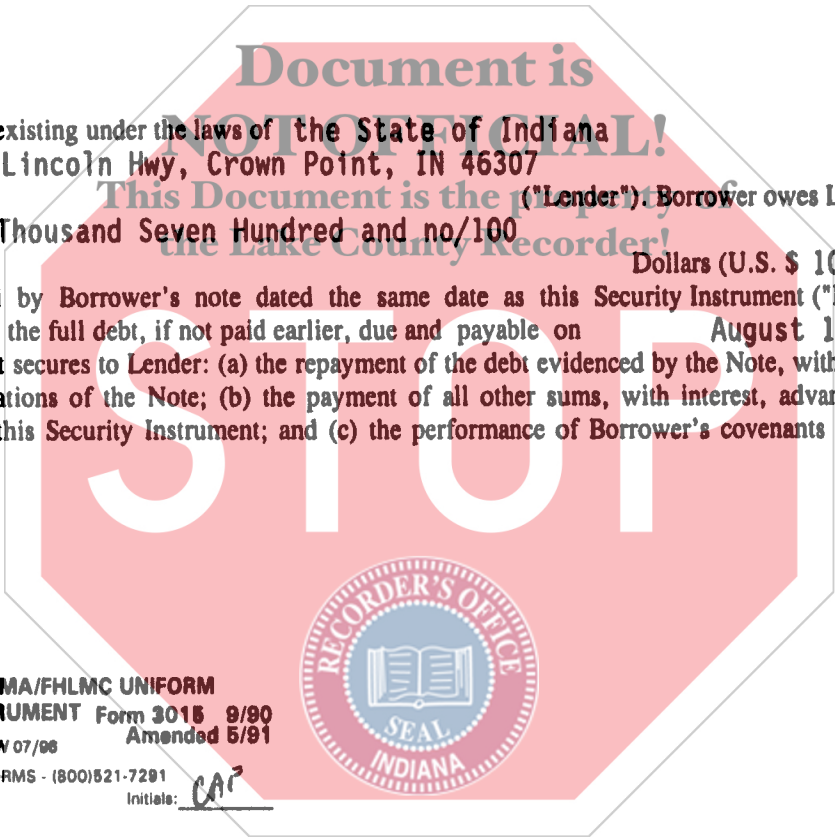 Document is
existing under the laws of the State of Indiana
NOT OFFICIAL!
Lincoln Hwy, Crown Point, IN 46307
This Document is the property of
("Lender"). Borrower owes L
Thousand Seven Hundred and no/100
the Lake County Recorder!
Dollars (U.S. $ 10
by Borrower's note dated the same date as this Security Instrument ("
the full debt, if not paid earlier, due and payable on August 1
t secures to Lender: (a) the repayment of the debt evidenced by the Note, with
ations of the Note; (b) the payment of all other sums, with interest, advan
this Security Instrument; and (c) the performance of Borrower's covenants
STOP
RECORDER'S OFFICE
SEAL
INDIANA
MA/FHLMC UNIFORM
RUMENT Form 3015 9/90
Amended 5/91
07/96
RMS - (800)521-7291
Initials: CAP